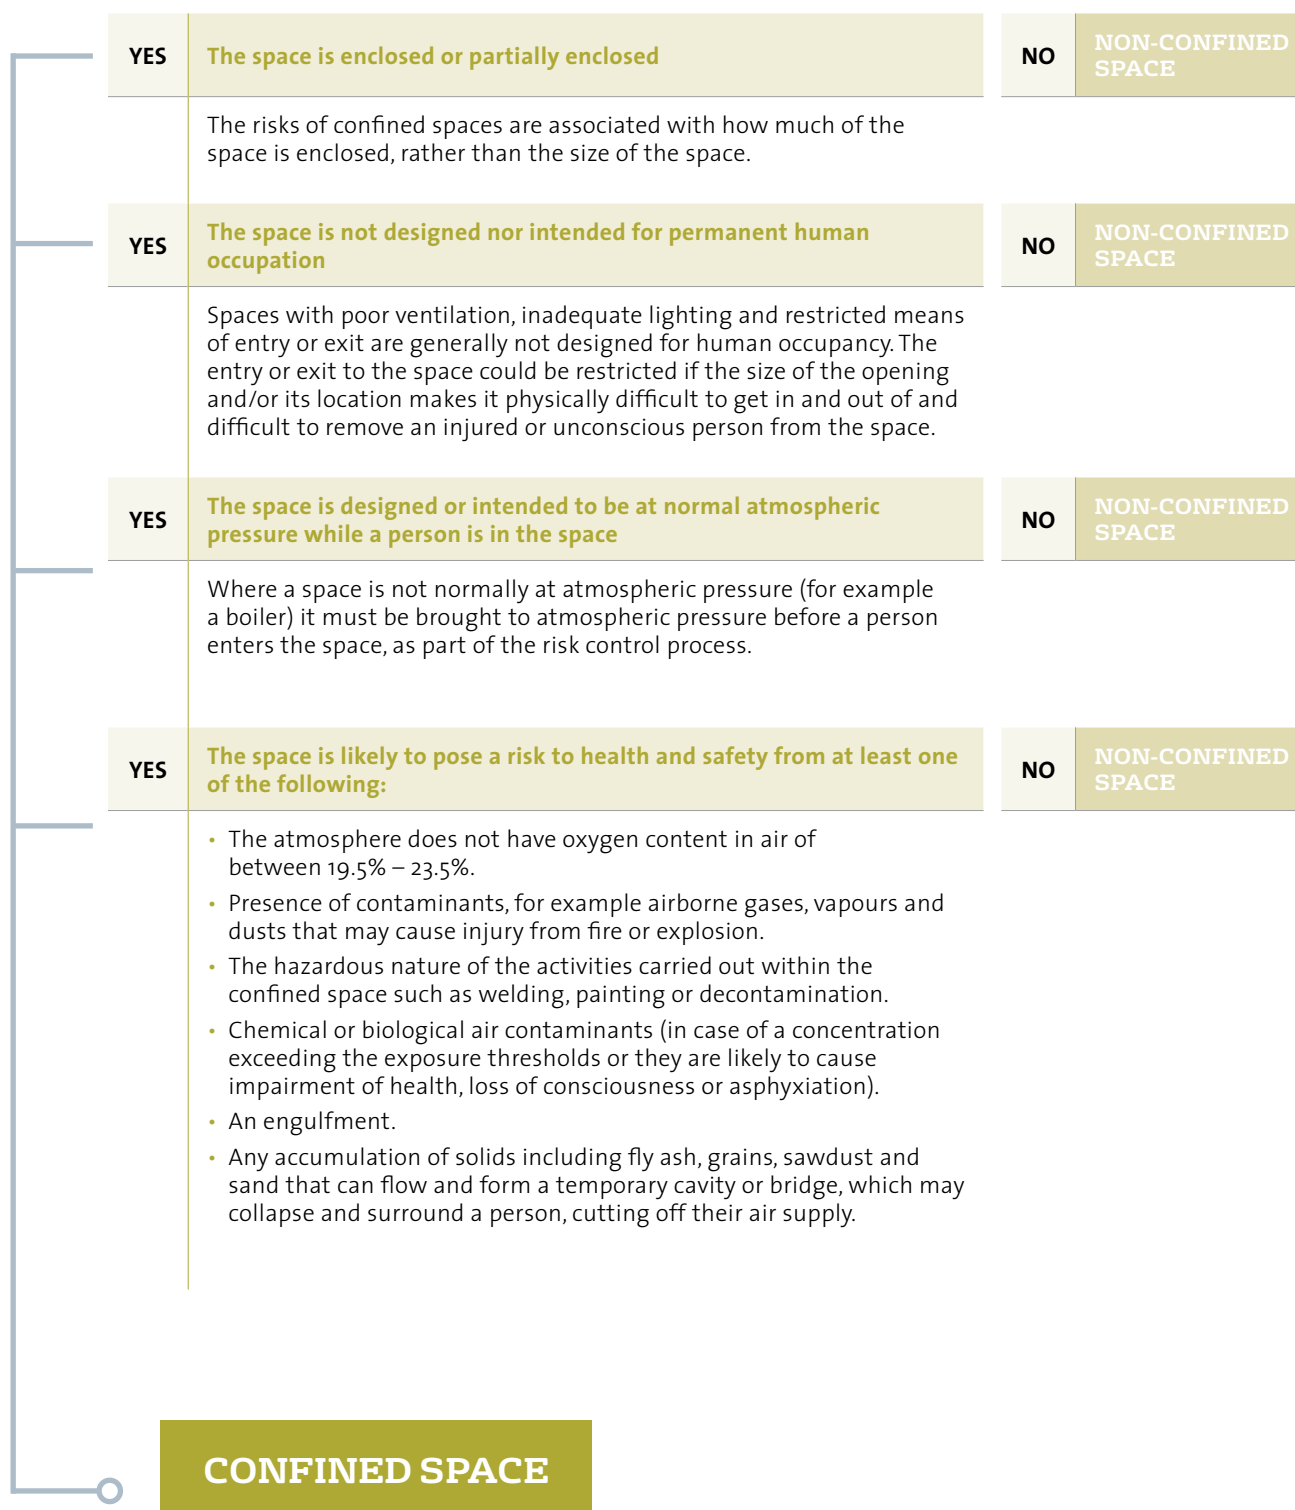 YES
The space is enclosed or partially enclosed
NO
NON-CONFINED
SPACE
The risks of confined spaces are associated with how much of the
space is enclosed, rather than the size of the space.
YES
The space is not designed nor intended for permanent human
occupation
NO
NON-CONFINED
SPACE
Spaces with poor ventilation, inadequate lighting and restricted means
of entry or exit are generally not designed for human occupancy. The
entry or exit to the space could be restricted if the size of the opening
and/or its location makes it physically difficult to get in and out of and
difficult to remove an injured or unconscious person from the space.
YES
The space is designed or intended to be at normal atmospheric
pressure while a person is in the space
NO
NON-CONFINED
SPACE
Where a space is not normally at atmospheric pressure (for example
a boiler) it must be brought to atmospheric pressure before a person
enters the space, as part of the risk control process.
YES
The space is likely to pose a risk to health and safety from at least one
of the following:
NO
NON-CONFINED
SPACE
• The atmosphere does not have oxygen content in air of
between 19.5% – 23.5%.
• Presence of contaminants, for example airborne gases, vapours and
dusts that may cause injury from fire or explosion.
• The hazardous nature of the activities carried out within the
confined space such as welding, painting or decontamination.
• Chemical or biological air contaminants (in case of a concentration
exceeding the exposure thresholds or they are likely to cause
impairment of health, loss of consciousness or asphyxiation).
• An engulfment.
• Any accumulation of solids including fly ash, grains, sawdust and
sand that can flow and form a temporary cavity or bridge, which may
collapse and surround a person, cutting off their air supply.
CONFINED SPACE